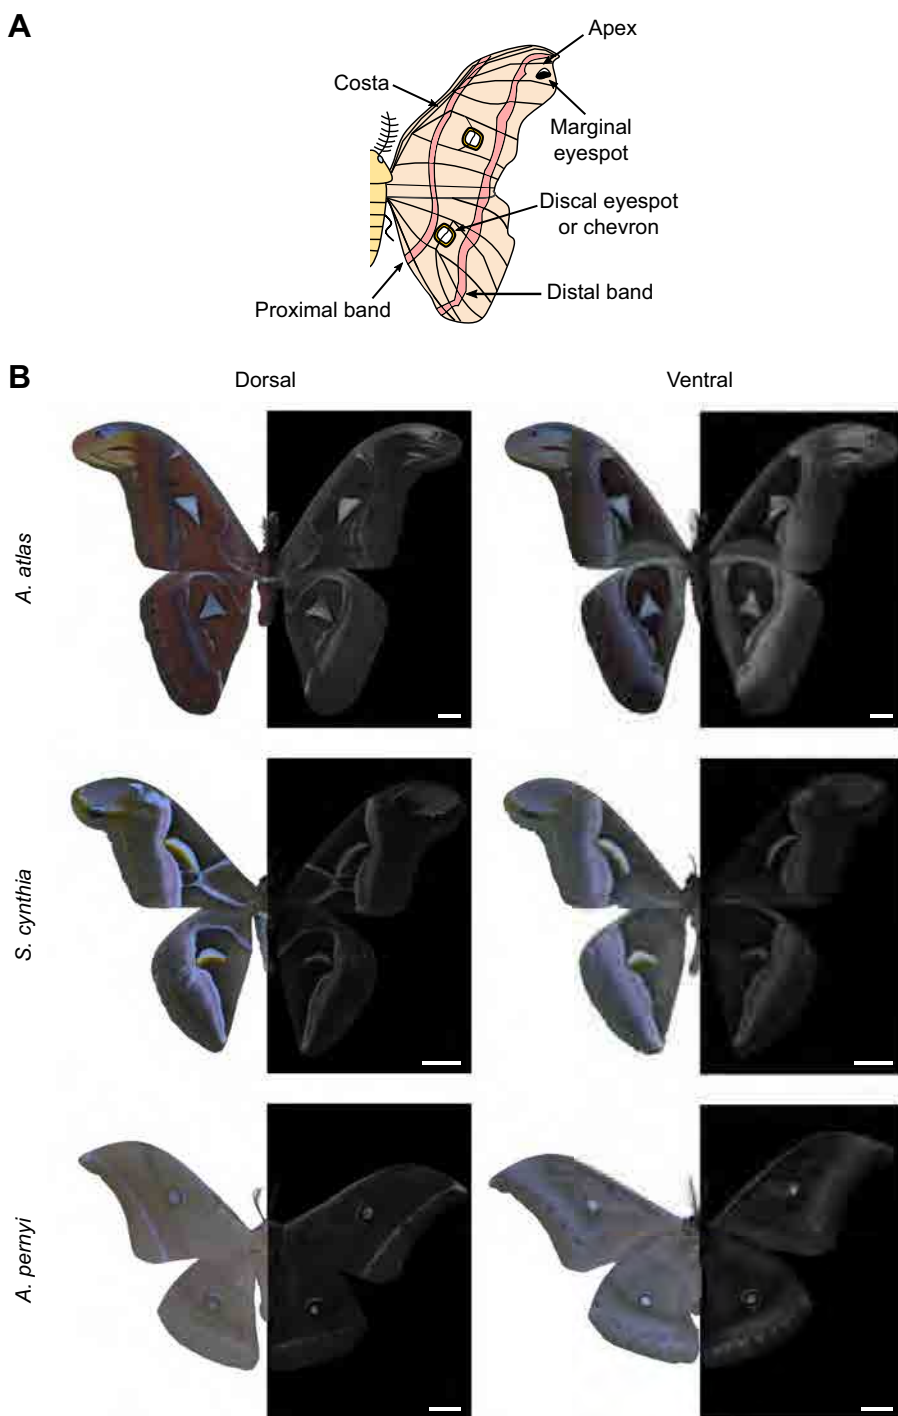 A
Apex
Costa
Marginal
eyespot
Discal eyespot
or chevron
Distal band
Proximal band
B
Dorsal
Ventral
A. atlas
S. cynthia
A. pernyi